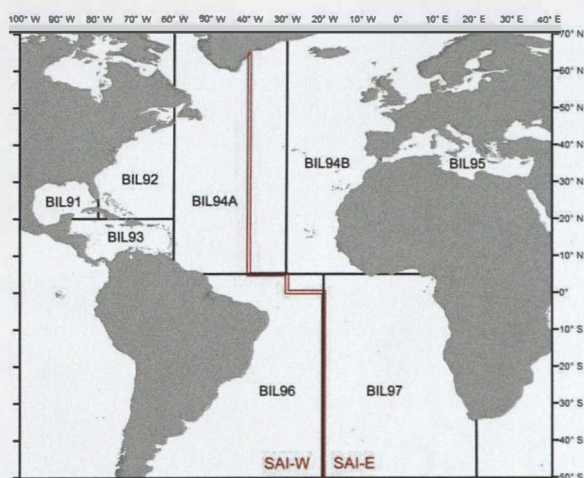 100° W 90° W 80° W 70° W 60° W 50° W 40° W 30° W 20° W 10° W 0° 10° E 20° E 30° E 40° E
70° N
60° N
50° N
40° N
BIL94B BIL95
BIL92
30° N
BIL91 BIL94A
20° N
BIL93
10° N
0°
10° S
20° S
BIL96 BIL97
30° S
40° S
SAI-W SAI-E
50° S